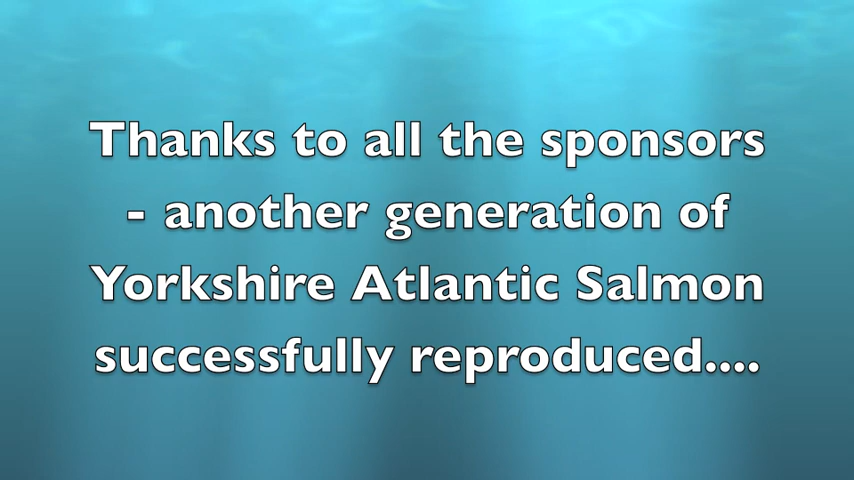 Thanks to all the sponsors
- another generation of
Yorkshire Atlantic Salmon
successfully reproduced....